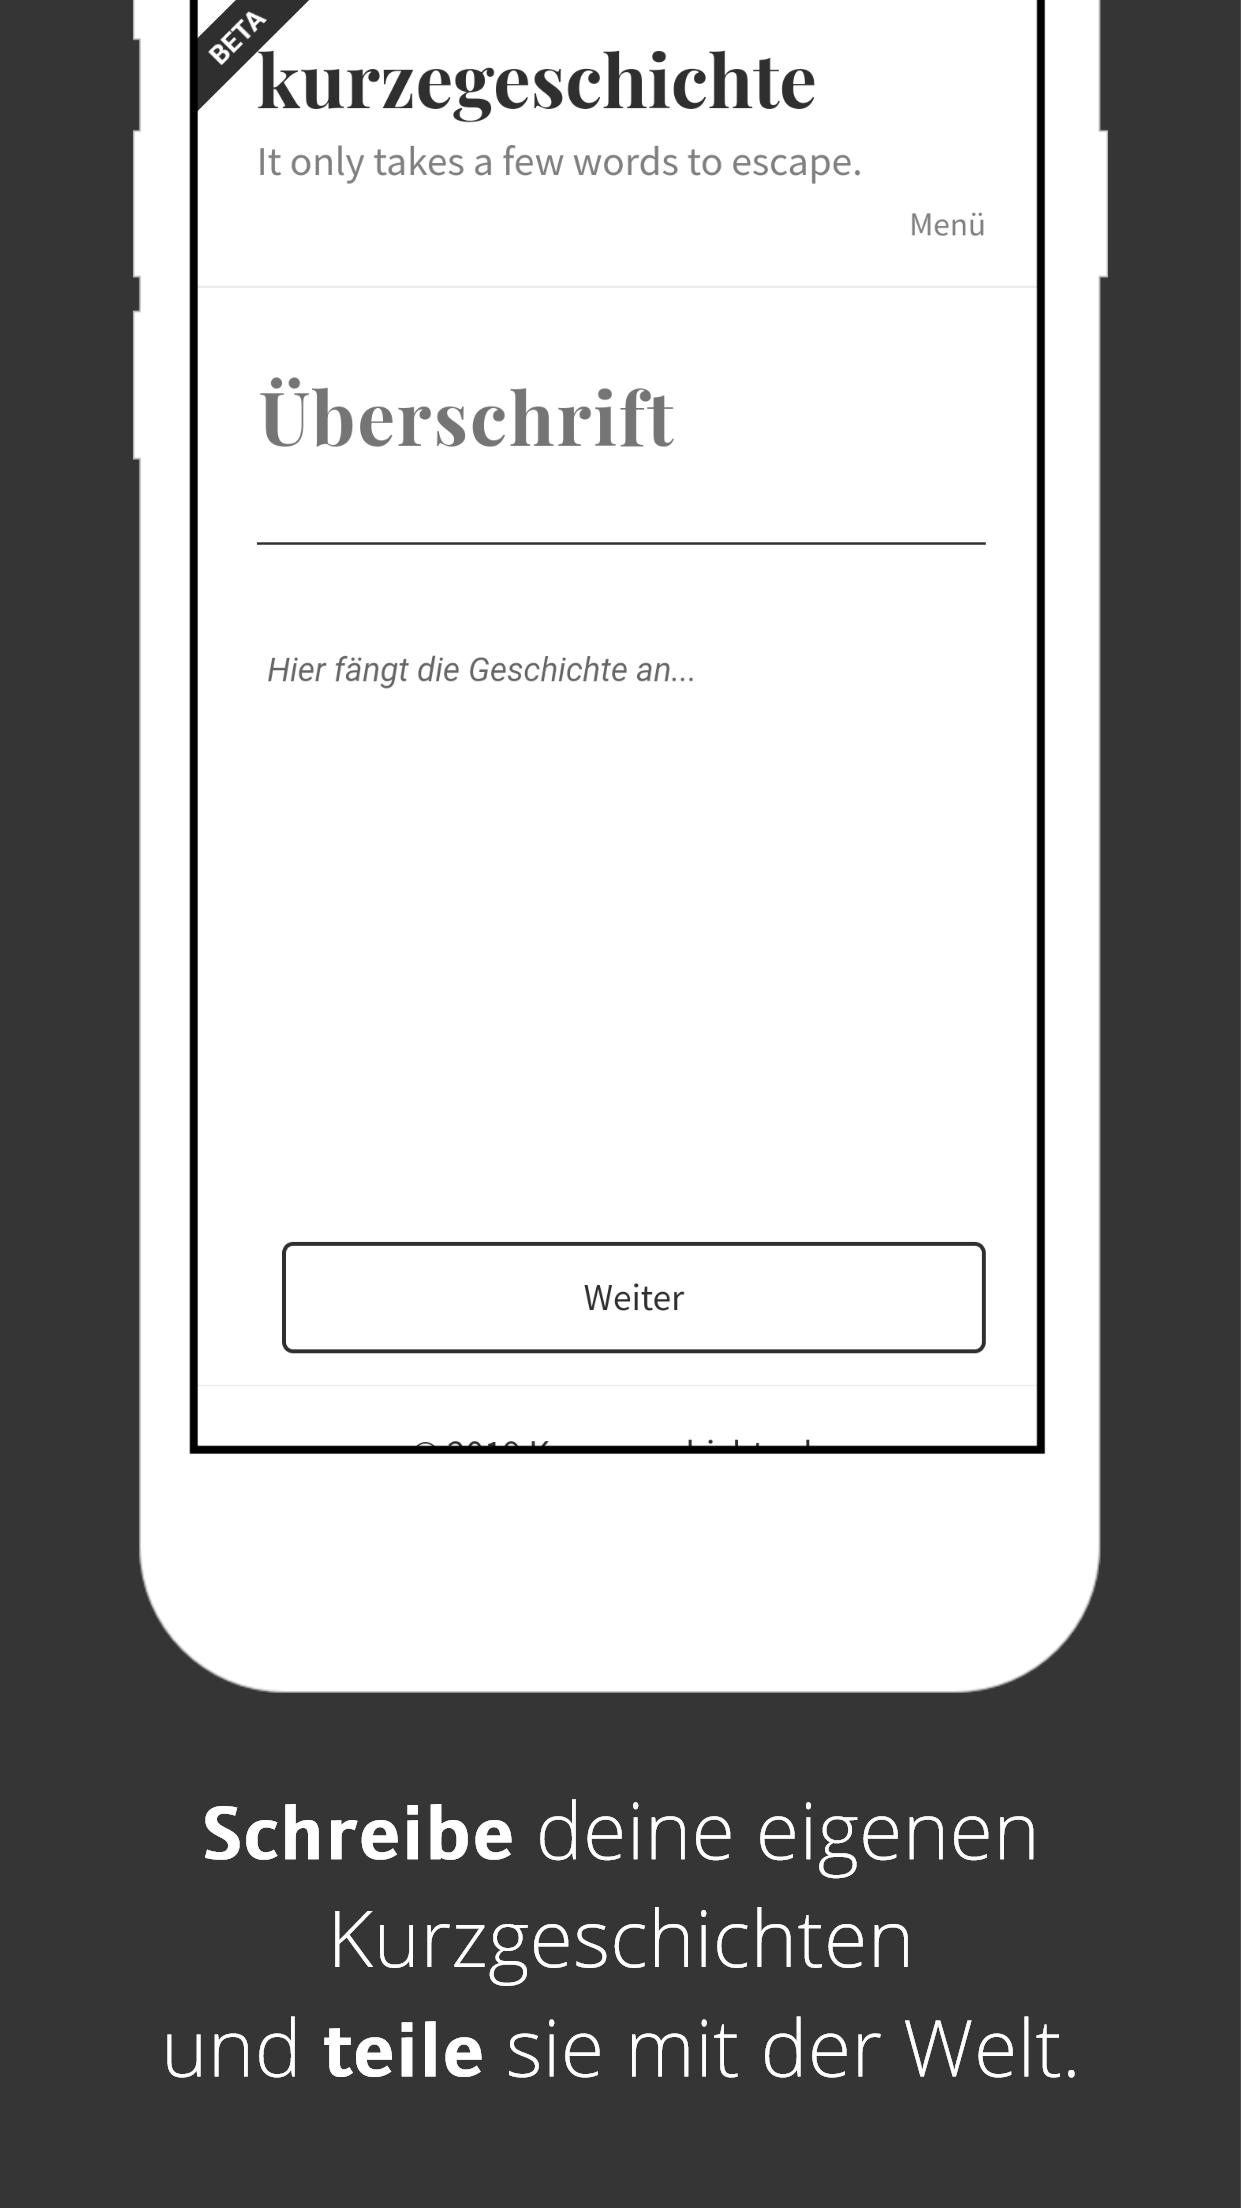 BETA
kurzegeschichte
It only takes a few words to escape.
Menü
Überschrift
Hier fängt die Geschichte an...
Weiter
Schreibe deine eigenen
Kurzgeschichten
und teile sie mit der Welt.